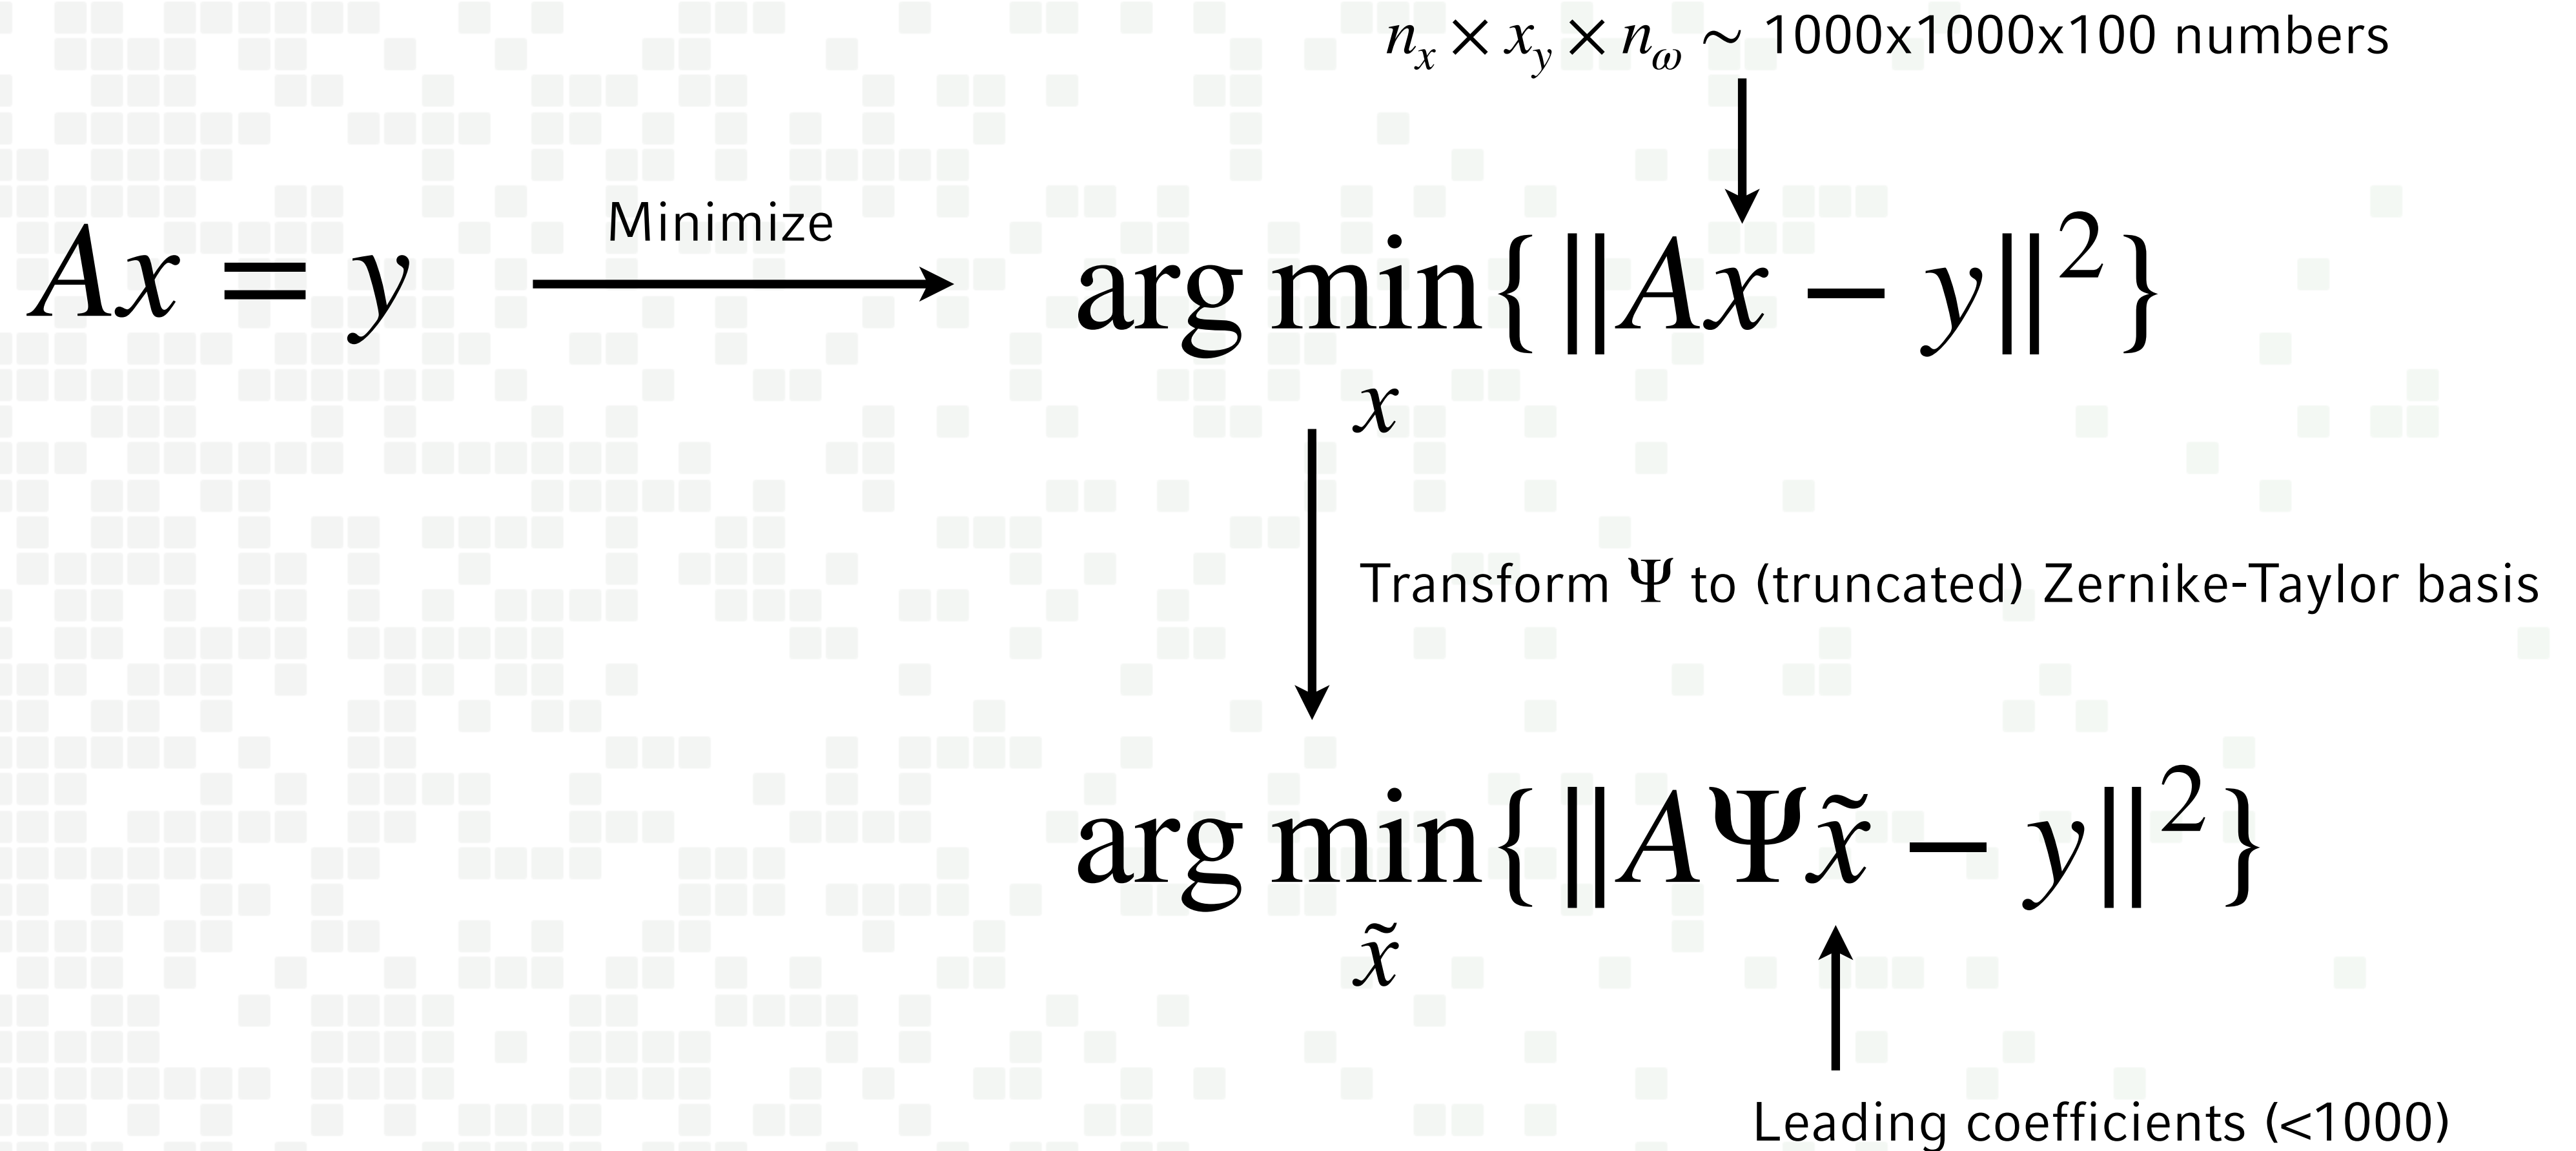 n_x × x_y × n_ω ~ 1000x1000x100 numbers
Ax = y
Minimize
arg min{‖Ax − y‖²}
x
Transform Ψ to (truncated) Zernike-Taylor basis
arg min{‖AΨx̃ − y‖²}
x̃
Leading coefficients (<1000)